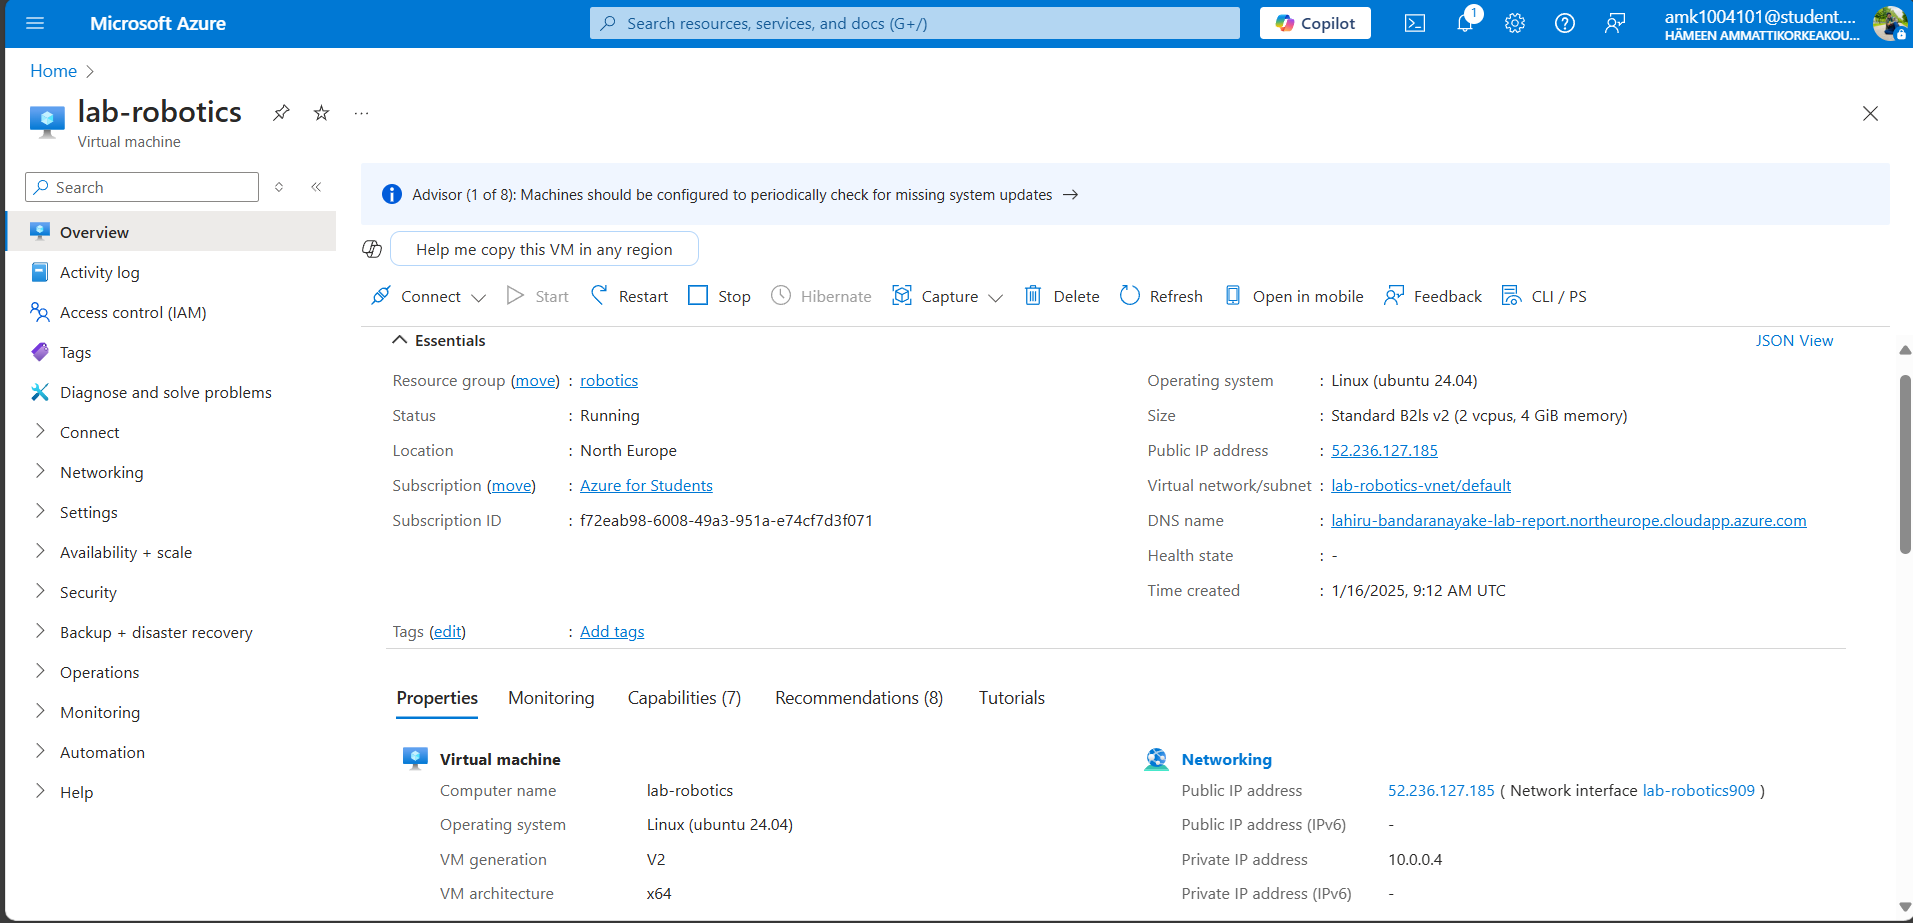 Microsoft Azure
Search resources, services, and docs (G+/)
Copilot
1
amk1004101@student....
HÄMEEN AMMATTIKORKEAKOU...
Home
lab-robotics
...
Virtual machine
Search
Overview
Activity log
Access control (IAM)
Tags
Diagnose and solve problems
Connect
Networking
Settings
Availability + scale
Security
Backup + disaster recovery
Operations
Monitoring
Automation
Help
Advisor (1 of 8): Machines should be configured to periodically check for missing system updates →
Help me copy this VM in any region
Connect Start Restart Stop Hibernate Capture Delete Refresh Open in mobile Feedback CLI / PS
Essentials JSON View
Resource group (move) : robotics
Status : Running
Location : North Europe
Subscription (move) : Azure for Students
Subscription ID : f72eab98-6008-49a3-951a-e74cf7d3f071
Operating system : Linux (ubuntu 24.04)
Size : Standard B2ls v2 (2 vcpus, 4 GiB memory)
Public IP address : 52.236.127.185
Virtual network/subnet : lab-robotics-vnet/default
DNS name : lahiru-bandaranayake-lab-report.northeurope.cloudapp.azure.com
Health state : -
Time created : 1/16/2025, 9:12 AM UTC
Tags (edit) : Add tags
Properties Monitoring Capabilities (7) Recommendations (8) Tutorials
Virtual machine
Computer name lab-robotics
Operating system Linux (ubuntu 24.04)
VM generation V2
VM architecture x64
Networking
Public IP address 52.236.127.185 ( Network interface lab-robotics909 )
Public IP address (IPv6) -
Private IP address 10.0.0.4
Private IP address (IPv6) -